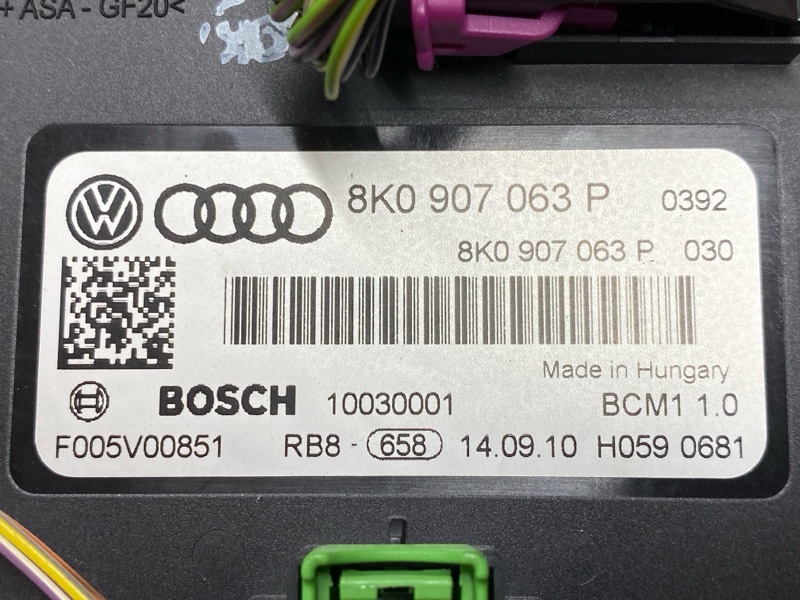 + ASA - GF20<
8K0 907 063 P 0392
8K0 907 063 P 030
Made in Hungary
BOSCH 10030001 BCM1 1.0
F005V00851 RB8 - 658 14.09.10 H059 0681